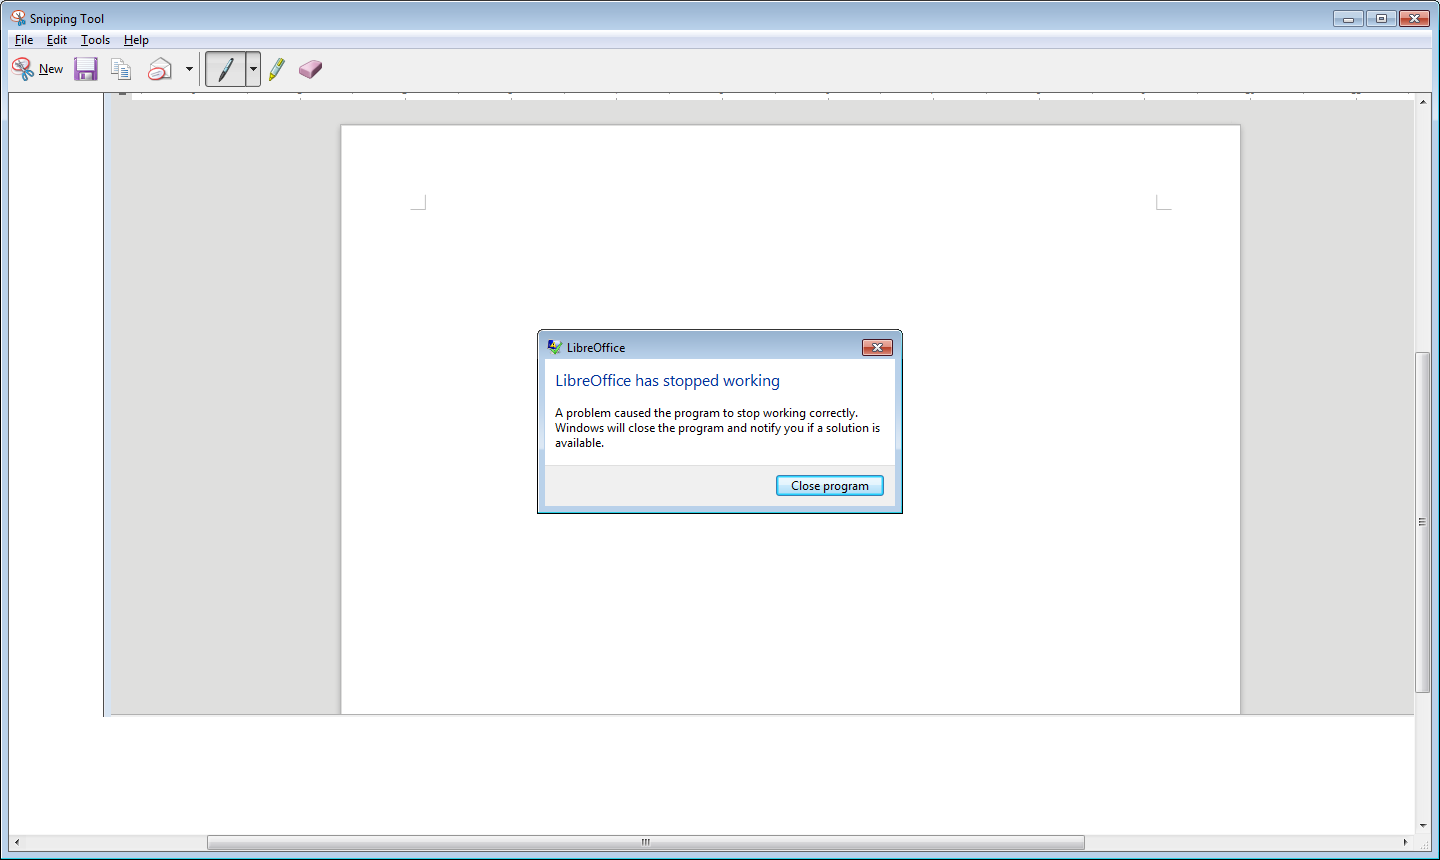 Snipping Tool
File Edit Tools Help
New
LibreOffice
LibreOffice has stopped working
A problem caused the program to stop working correctly.
Windows will close the program and notify you if a solution is
available.
Close program